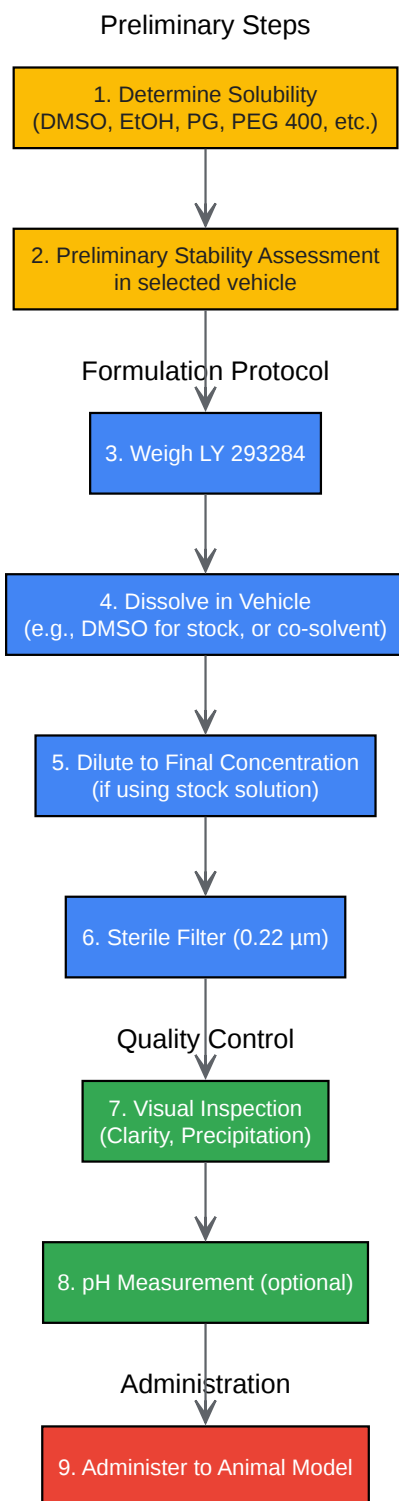 Preliminary Steps
1. Determine Solubility
(DMSO, EtOH, PG, PEG 400, etc.)
2. Preliminary Stability Assessment
in selected vehicle
Formulation Protocol
3. Weigh LY 293284
4. Dissolve in Vehicle
(e.g., DMSO for stock, or co-solvent)
5. Dilute to Final Concentration
(if using stock solution)
6. Sterile Filter (0.22 µm)
Quality Control
7. Visual Inspection
(Clarity, Precipitation)
8. pH Measurement (optional)
Administration
9. Administer to Animal Model